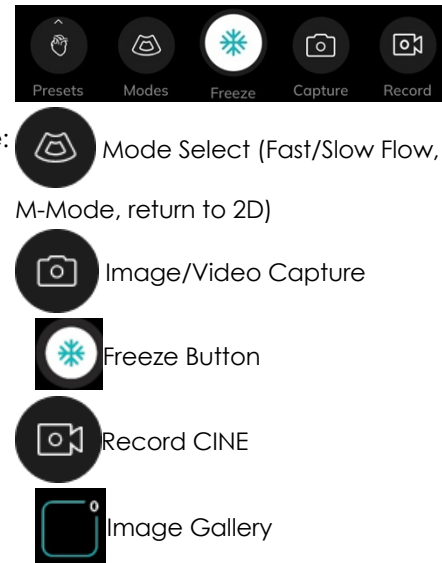 Presets Modes Freeze Capture Record
e:
Mode Select (Fast/Slow Flow,
M-Mode, return to 2D)
Image/Video Capture
Freeze Button
Record CINE
0
Image Gallery